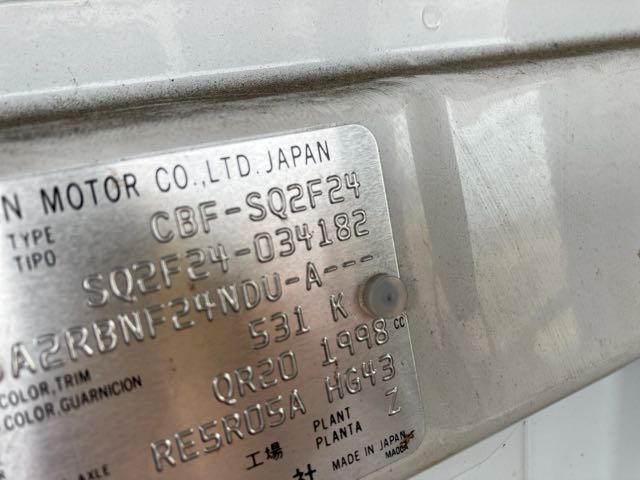 N MOTOR CO.,LTD.JAPAN
TYPE CBF-SQ2F24
TIPO
SQ2F24-034182
A2RBNF24NDU-A---
531 K
COLOR,TRIM
COLOR.GUARNICION
QR20 1998 CC
RE5R05A HG43
AXLE
工場 PLANT Z
PLANTA
MADE IN JAPAN